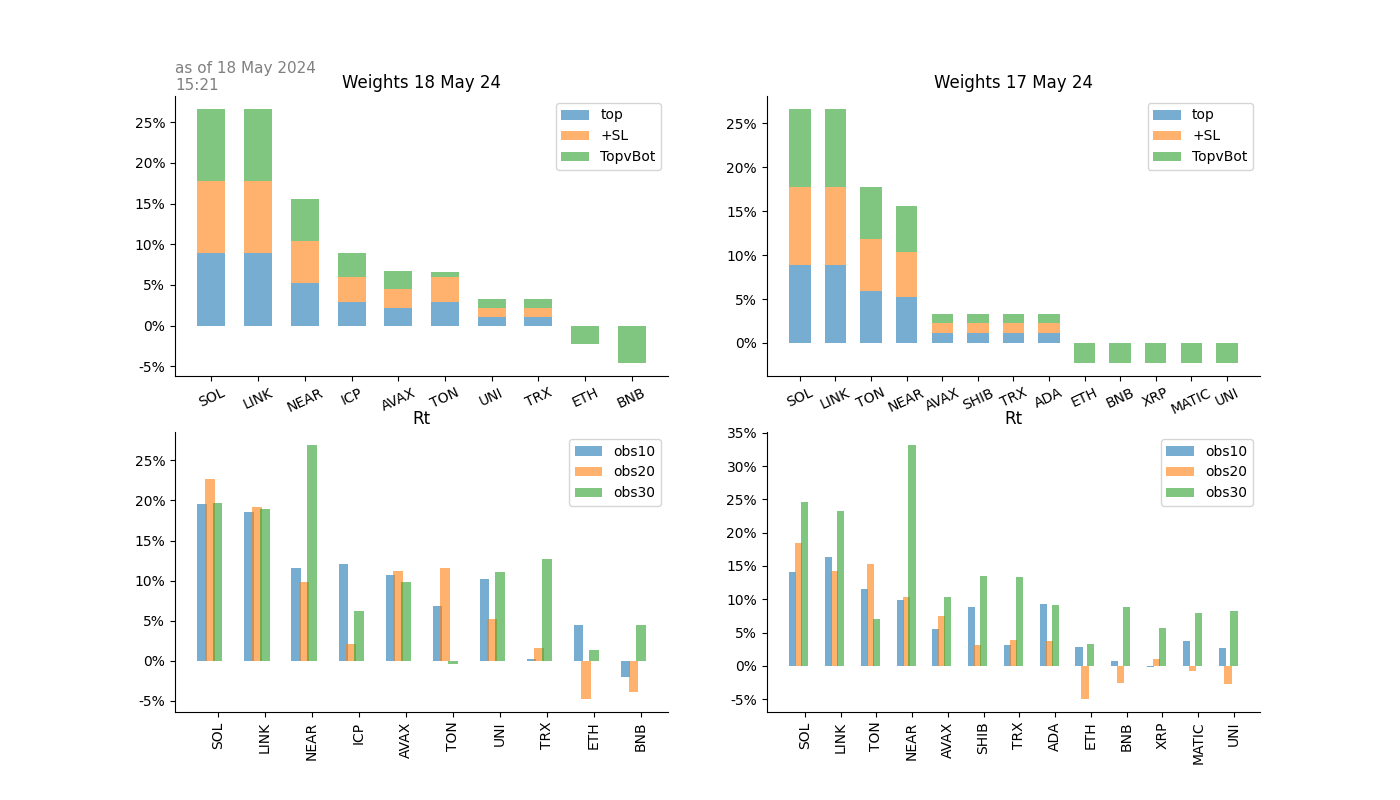 as of 18 May 2024
15:21
Weights 18 May 24
25%
20%
15%
10%
5%
0%
-5%
top
+SL
TopvBot
SOL LINK NEAR ICP AVAX TON UNI TRX ETH BNB
Weights 17 May 24
25%
20%
15%
10%
5%
0%
top
+SL
TopvBot
SOL LINK TON NEAR AVAX SHIB TRX ADA ETH BNB XRP MATIC UNI
Rt
25%
20%
15%
10%
5%
0%
-5%
obs10
obs20
obs30
SOL LINK NEAR ICP AVAX TON UNI TRX ETH BNB
Rt
35%
30%
25%
20%
15%
10%
5%
0%
-5%
obs10
obs20
obs30
SOL LINK TON NEAR AVAX SHIB TRX ADA ETH BNB XRP MATIC UNI